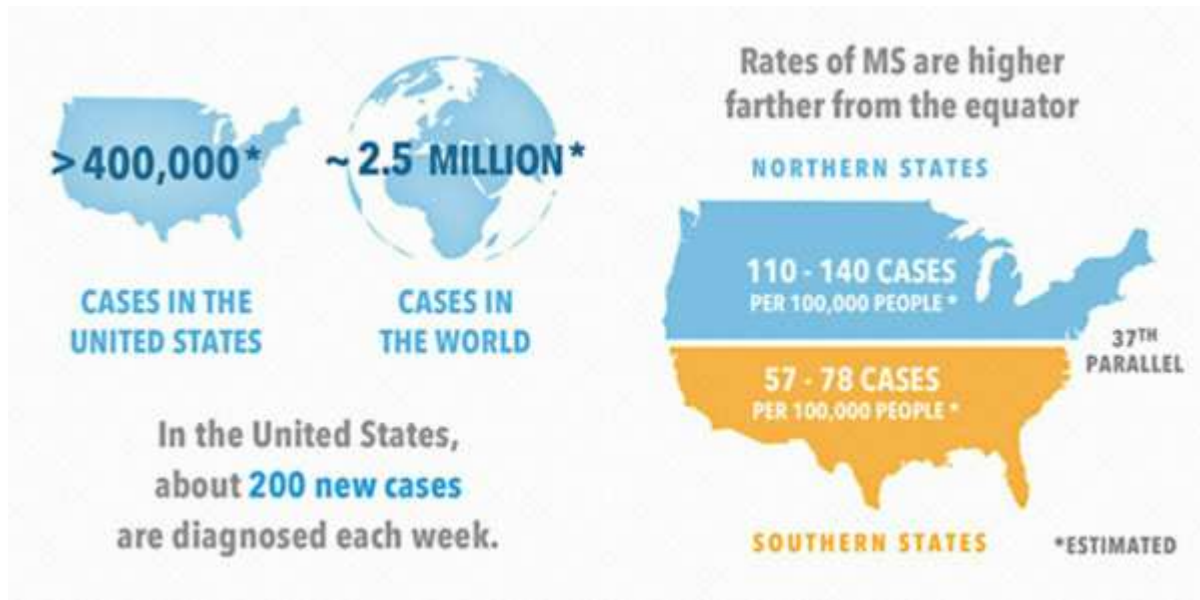 >400,000*
CASES IN THE
UNITED STATES
~ 2.5 MILLION*
CASES IN
THE WORLD
In the United States,
about 200 new cases
are diagnosed each week.
Rates of MS are higher
farther from the equator
NORTHERN STATES
110 - 140 CASES
PER 100,000 PEOPLE *
37TH
PARALLEL
57 - 78 CASES
PER 100,000 PEOPLE *
SOUTHERN STATES
*ESTIMATED